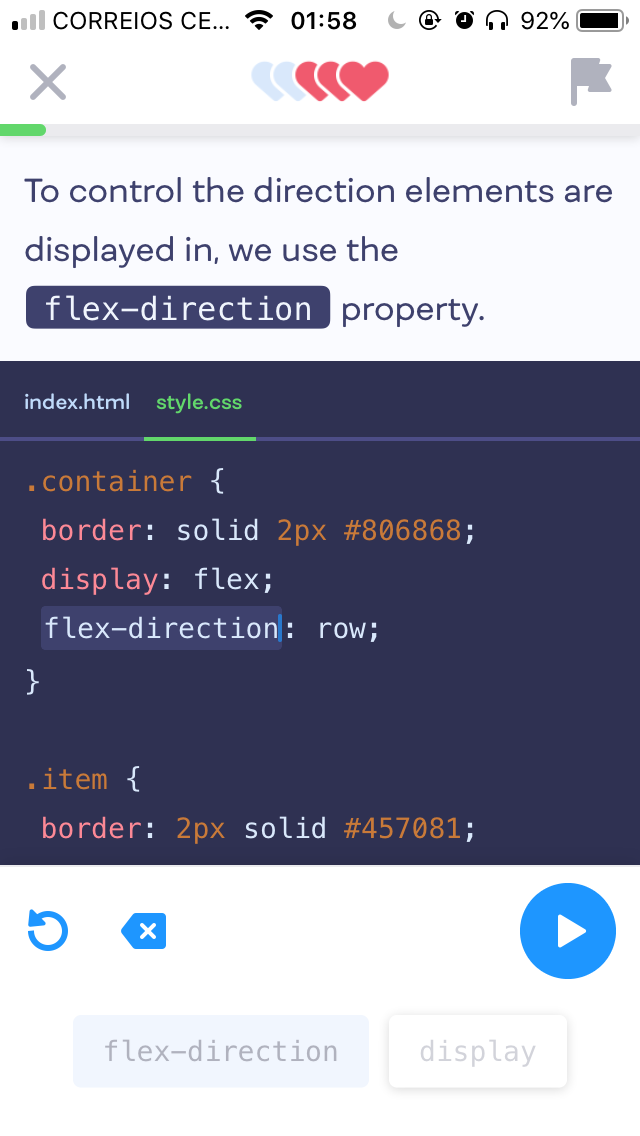 CORREIOS CE... 01:58 92%
To control the direction elements are
displayed in, we use the
flex-direction property.
index.html style.css
.container {
border: solid 2px #806868;
display: flex;
flex-direction: row;
}
.item {
border: 2px solid #457081;
flex-direction display